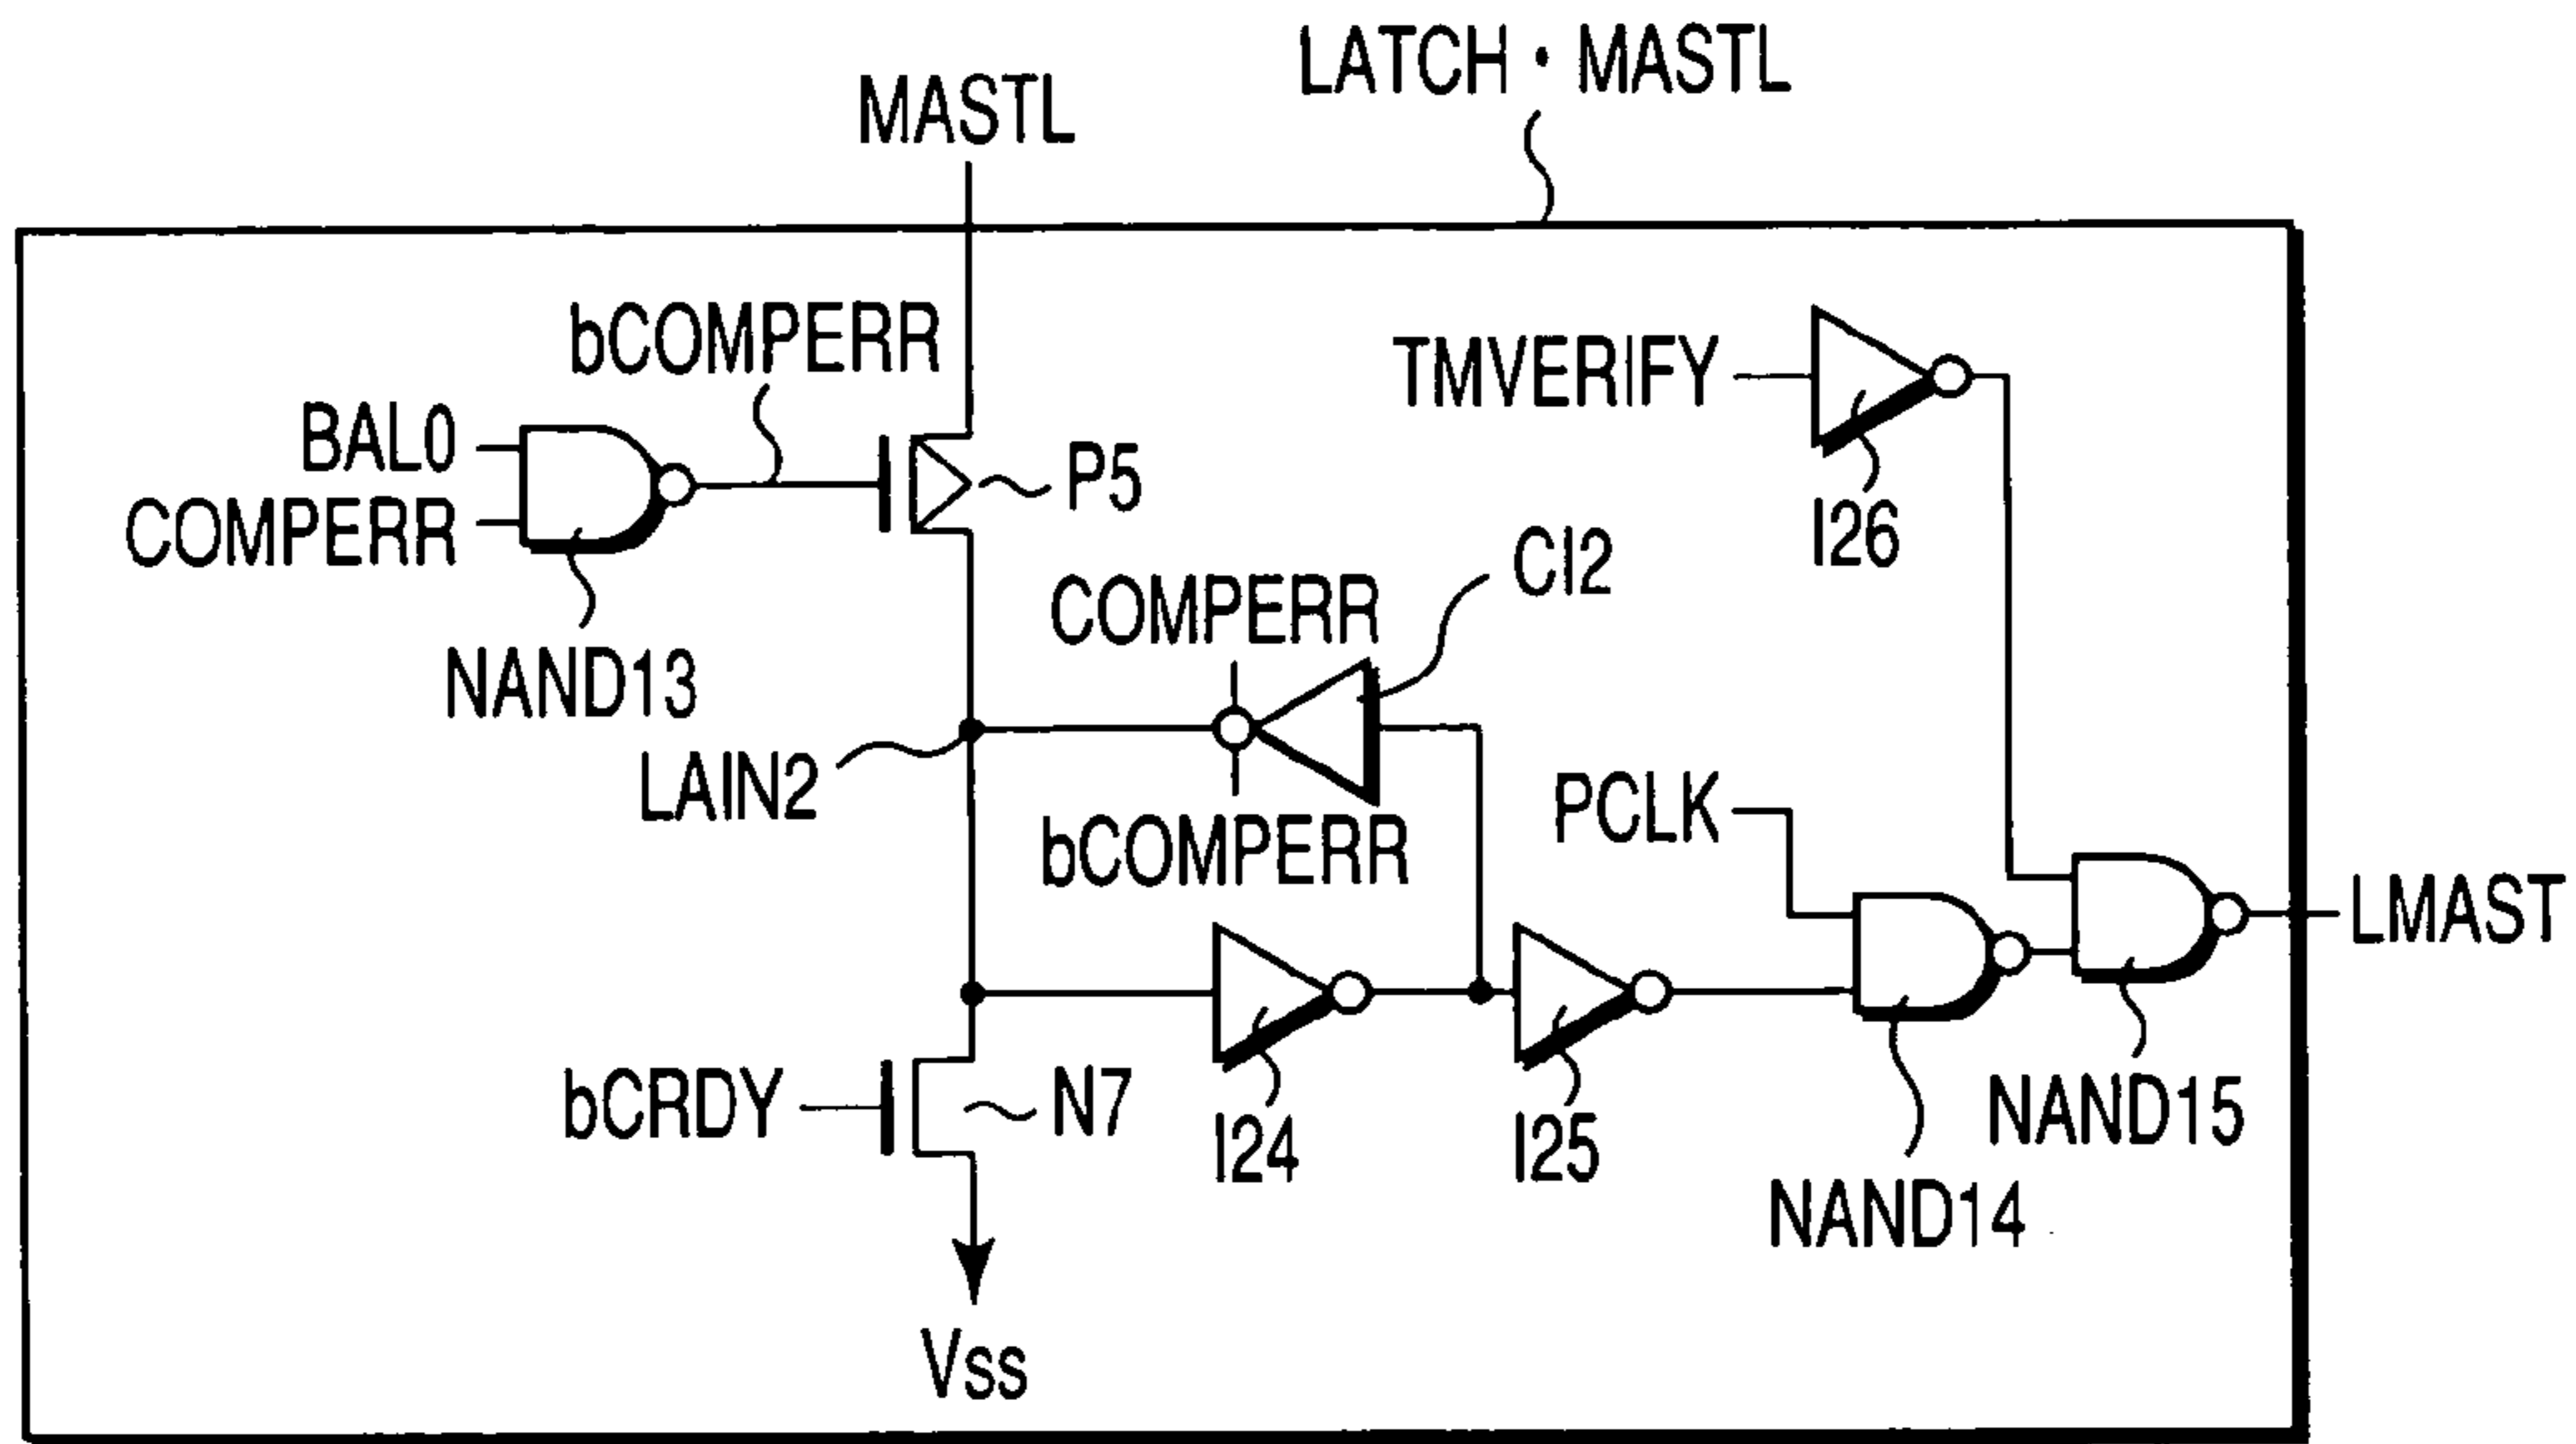 LATCH · MASTL
MASTL
bCOMPERR
BAL0
COMPERR
NAND13
P5
TMVERIFY
I26
CI2
COMPERR
LAIN2
bCOMPERR
PCLK
LMAST
bCRDY
N7
I24
I25
NAND15
NAND14
Vss